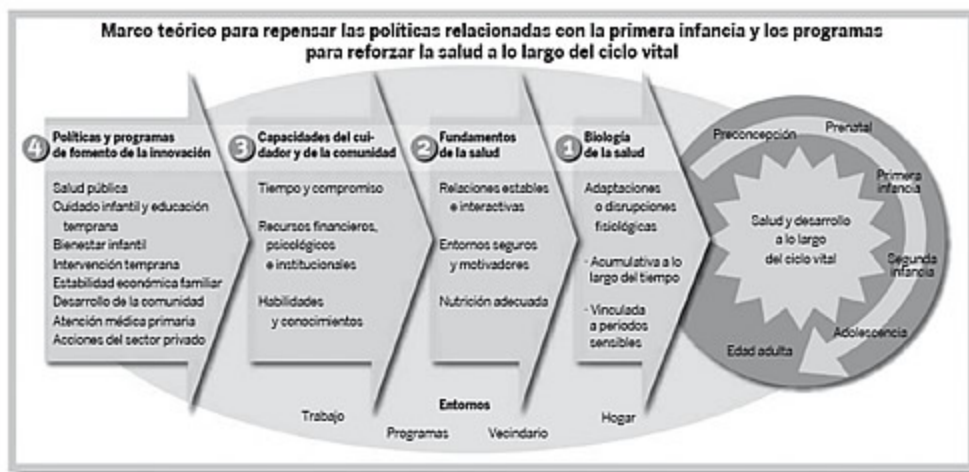 Marco teórico para repensar las políticas relacionadas con la primera infancia y los programas
para reforzar la salud a lo largo del ciclo vital
4
Políticas y programas
de fomento de la innovación
Salud pública
Cuidado infantil y educación
temprana
Bienestar infantil
Intervención temprana
Estabilidad económica familiar
Desarrollo de la comunidad
Atención médica primaria
Acciones del sector privado
3
Capacidades del cui-
dador y de la comunidad
Tiempo y compromiso
Recursos financieros,
psicológicos
e institucionales
Habilidades
y conocimientos
2
Fundamentos
de la salud
Relaciones estables
e interactivas
Entornos seguros
y motivadores
Nutrición adecuada
1
Biología
de la salud
Adaptaciones
o disrupciones
fisiológicas
- Acumulativa a lo
largo del tiempo
- Vinculada
a periodos
sensibles
Preconcepción
Prenatal
Primera
infancia
Segunda
infancia
Adolescencia
Edad adulta
Salud y desarrollo
a lo largo
del ciclo vital
Entornos
Trabajo
Programas
Vecindario
Hogar